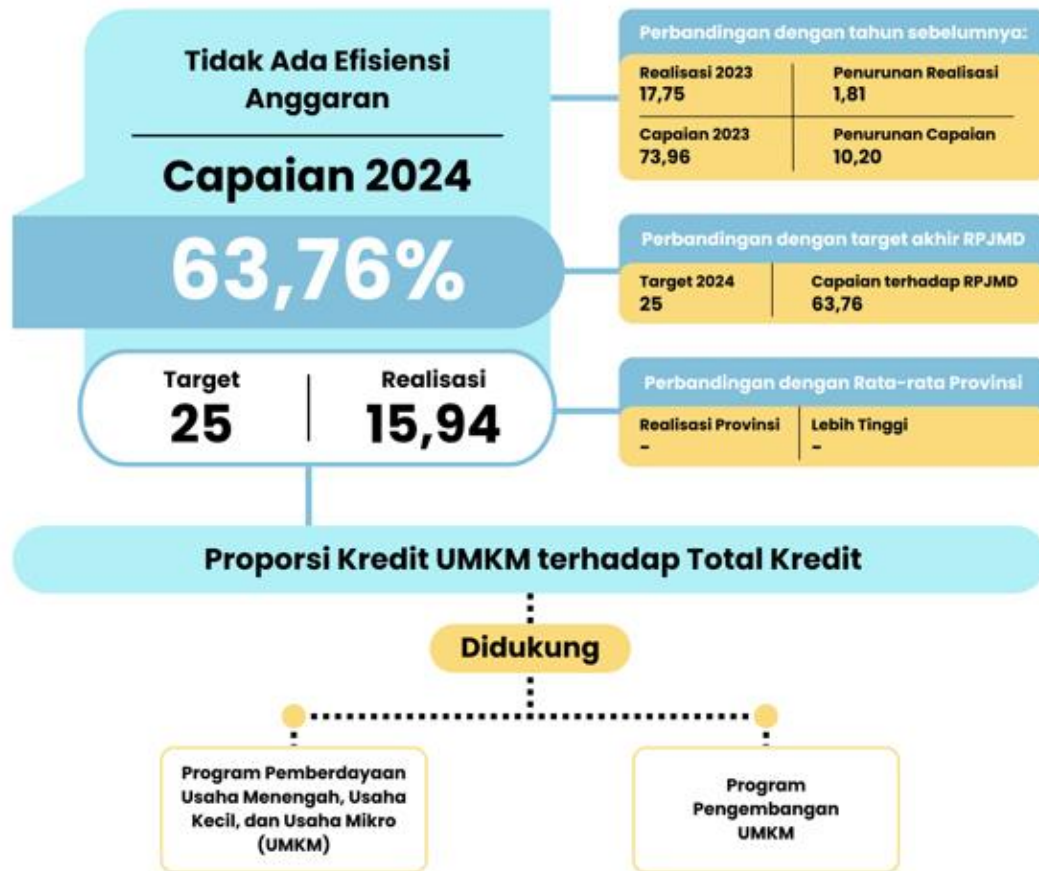 Tidak Ada Efisiensi
Anggaran
Capaian 2024
63,76%
Target
25
Realisasi
15,94
Perbandingan dengan tahun sebelumnya:
Realisasi 2023
17,75
Penurunan Realisasi
1,81
Capaian 2023
73,96
Penurunan Capaian
10,20
Perbandingan dengan target akhir RPJMD
Target 2024
25
Capaian terhadap RPJMD
63,76
Perbandingan dengan Rata-rata Provinsi
Realisasi Provinsi
-
Lebih Tinggi
-
Proporsi Kredit UMKM terhadap Total Kredit
Didukung
Program Pemberdayaan
Usaha Menengah, Usaha
Kecil, dan Usaha Mikro
(UMKM)
Program
Pengembangan
UMKM